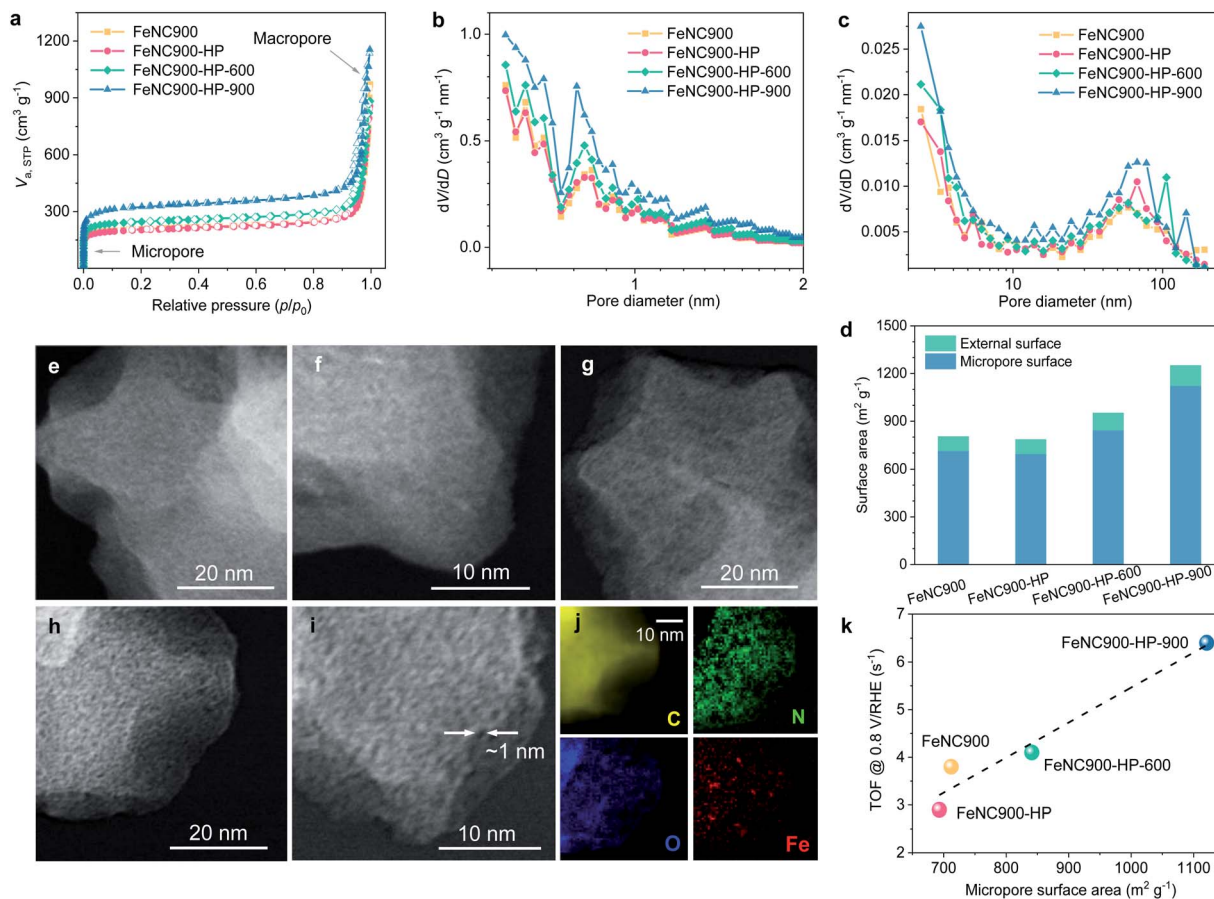 a
FeNC900
FeNC900-HP
FeNC900-HP-600
FeNC900-HP-900
Macropore
Micropore
1200
900
600
300
0.0 0.2 0.4 0.6 0.8 1.0
Va, STP (cm³ g⁻¹)
Relative pressure (p/p₀)
b
FeNC900
FeNC900-HP
FeNC900-HP-600
FeNC900-HP-900
1.0
0.5
0.0
1 2
dV/dD (cm³ g⁻¹ nm⁻¹)
Pore diameter (nm)
c
FeNC900
FeNC900-HP
FeNC900-HP-600
FeNC900-HP-900
0.025
0.020
0.015
0.010
0.005
10 100
dV/dD (cm³ g⁻¹ nm⁻¹)
Pore diameter (nm)
d
External surface
Micropore surface
1500
1200
900
600
300
0
Surface area (m² g⁻¹)
FeNC900
FeNC900-HP
FeNC900-HP-600
FeNC900-HP-900
e
20 nm
f
10 nm
g
20 nm
h
20 nm
i
~1 nm
10 nm
j
10 nm
C
N
O
Fe
k
FeNC900-HP-900
FeNC900
FeNC900-HP-600
FeNC900-HP
7
6
5
4
3
2
700 800 900 1000 1100
TOF @ 0.8 V/RHE (s⁻¹)
Micropore surface area (m² g⁻¹)